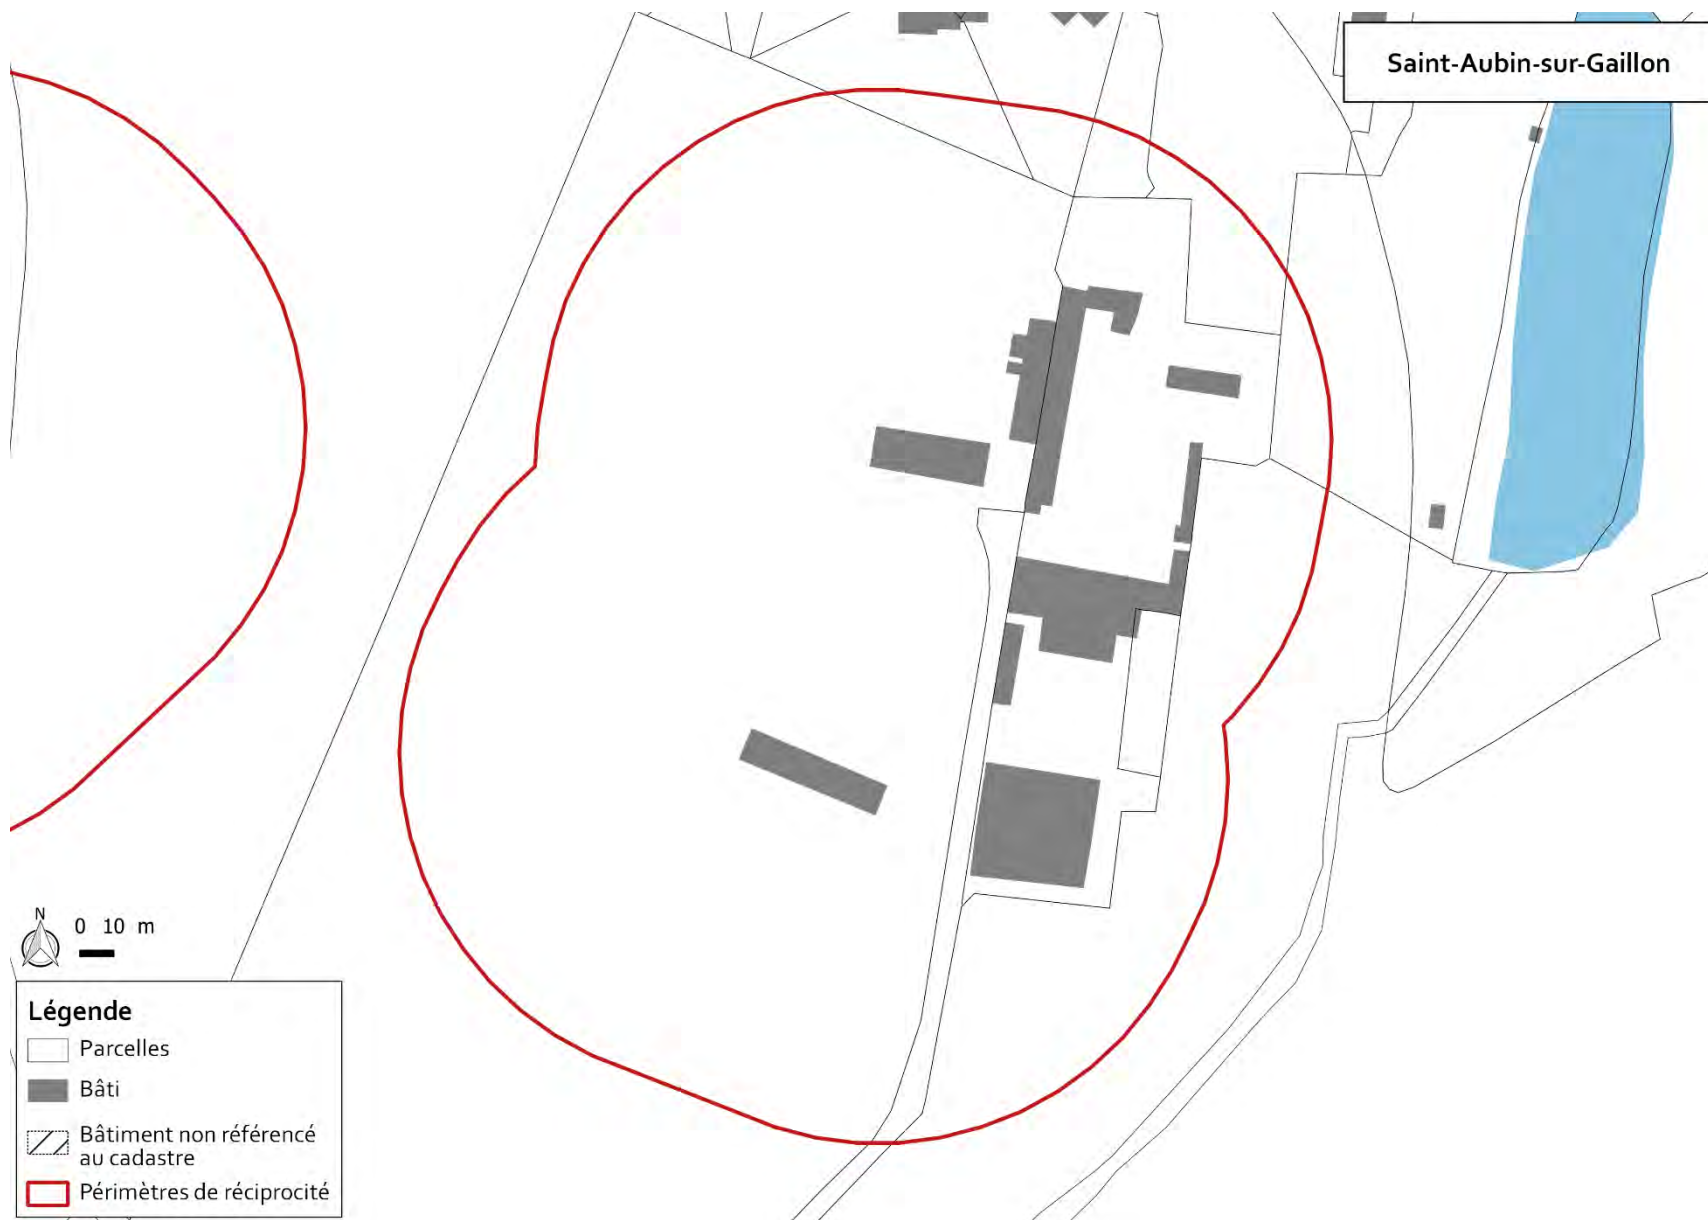 Saint-Aubin-sur-Gaillon
N
0 10 m
Légende
Parcelles
Bâti
Bâtiment non référencé
au cadastre
Périmètres de réciprocité